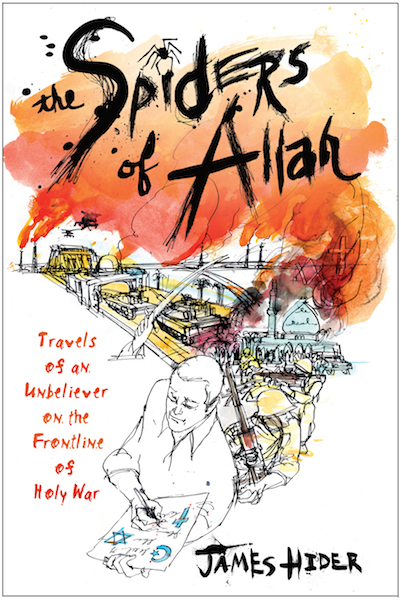 the Spiders
of Allah
Travels
of an
Unbeliever
on the
Frontline
of
Holy War
JAMES HIDER